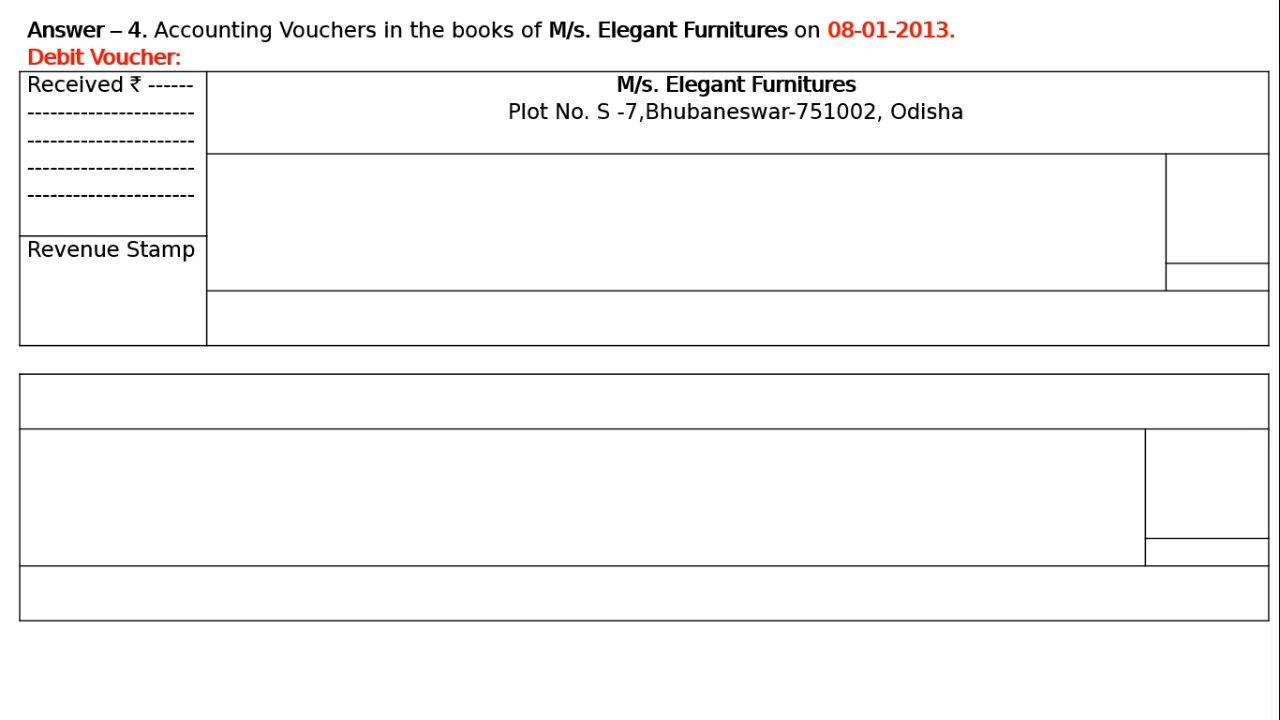 Answer – 4. Accounting Vouchers in the books of M/s. Elegant Furnitures on 08-01-2013.
Debit Voucher:
Received ₹ ------
----------------------
----------------------
----------------------
----------------------
Revenue Stamp
M/s. Elegant Furnitures
Plot No. S -7,Bhubaneswar-751002, Odisha